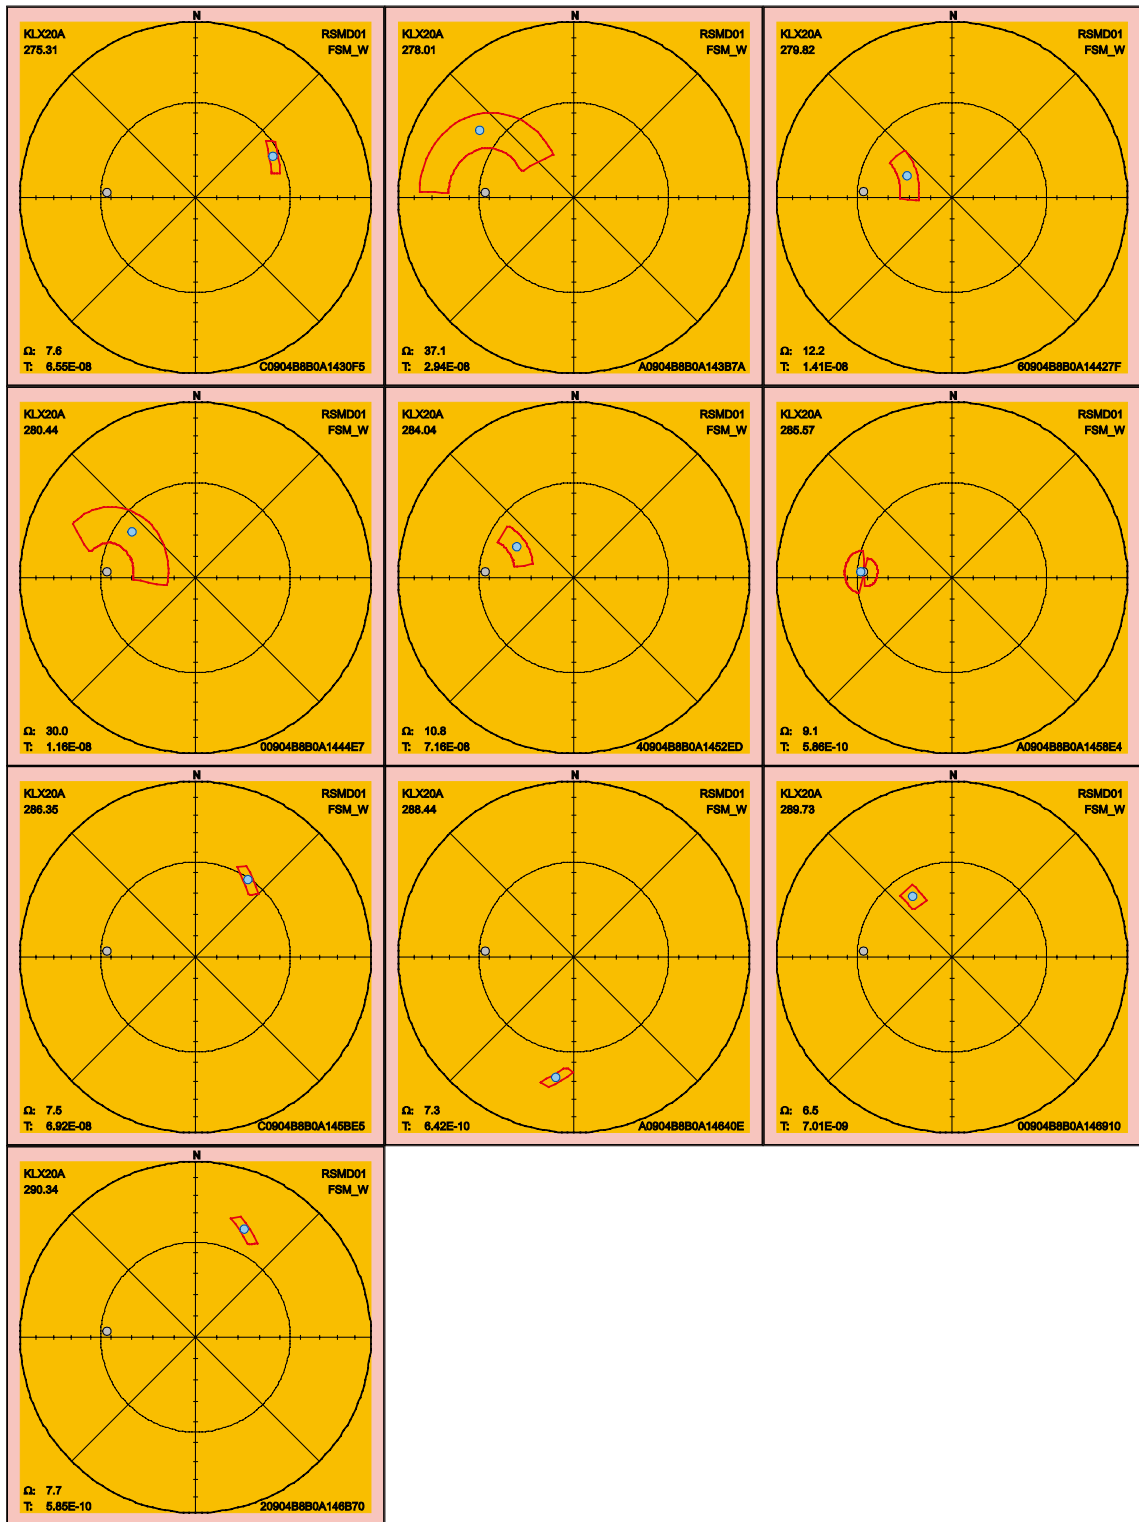 N
KLX20A RSMD01
275.31 FSM_W
Ω: 7.6
T: 6.55E-08 C0904B8B0A1430F5
N
KLX20A RSMD01
278.01 FSM_W
Ω: 37.1
T: 2.94E-08 A0904B8B0A143B7A
N
KLX20A RSMD01
279.82 FSM_W
Ω: 12.2
T: 1.41E-08 60904B8B0A14427F
N
KLX20A RSMD01
280.44 FSM_W
Ω: 30.0
T: 1.16E-08 00904B8B0A1444E7
N
KLX20A RSMD01
284.04 FSM_W
Ω: 10.8
T: 7.16E-08 40904B8B0A1452ED
N
KLX20A RSMD01
285.57 FSM_W
Ω: 9.1
T: 5.86E-10 A0904B8B0A1458E4
N
KLX20A RSMD01
286.35 FSM_W
Ω: 7.5
T: 6.92E-08 C0904B8B0A145BE5
N
KLX20A RSMD01
288.44 FSM_W
Ω: 7.3
T: 6.42E-10 A0904B8B0A14640E
N
KLX20A RSMD01
289.73 FSM_W
Ω: 6.5
T: 7.01E-09 00904B8B0A146910
N
KLX20A RSMD01
290.34 FSM_W
Ω: 7.7
T: 5.85E-10 20904B8B0A146B70